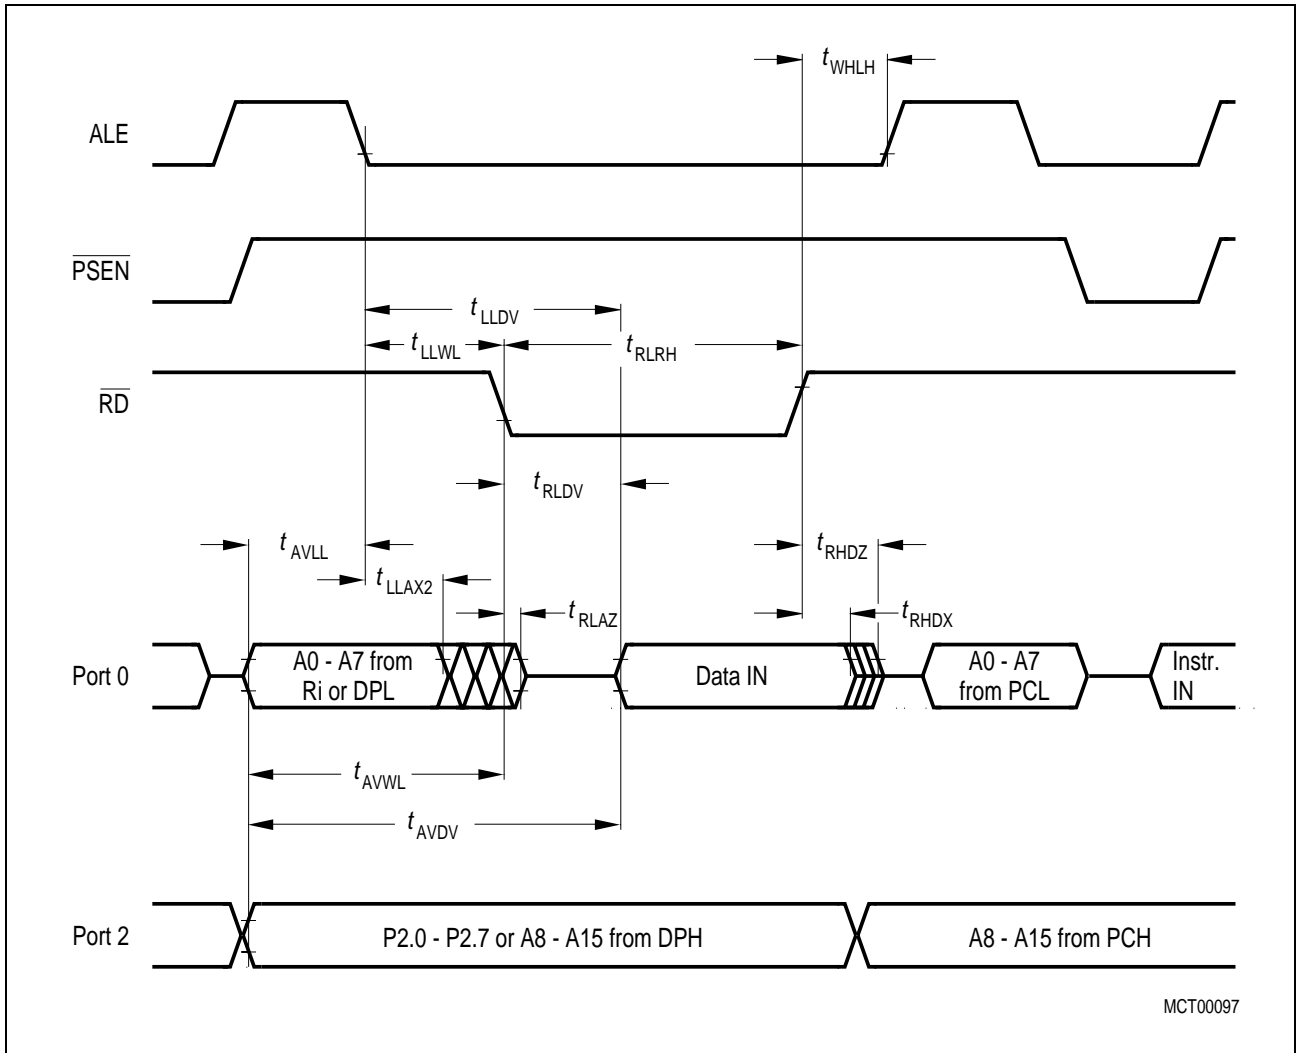 tWHLH
ALE
PSEN
tLLDV
tLLWL
tRLRH
RD
tRLDV
tAVLL
tRHDZ
tLLAX2
tRLAZ
tRHDX
Port 0
A0 - A7 from
Ri or DPL
Data IN
A0 - A7
from PCL
Instr.
IN
tAVWL
tAVDV
Port 2
P2.0 - P2.7 or A8 - A15 from DPH
A8 - A15 from PCH
MCT00097